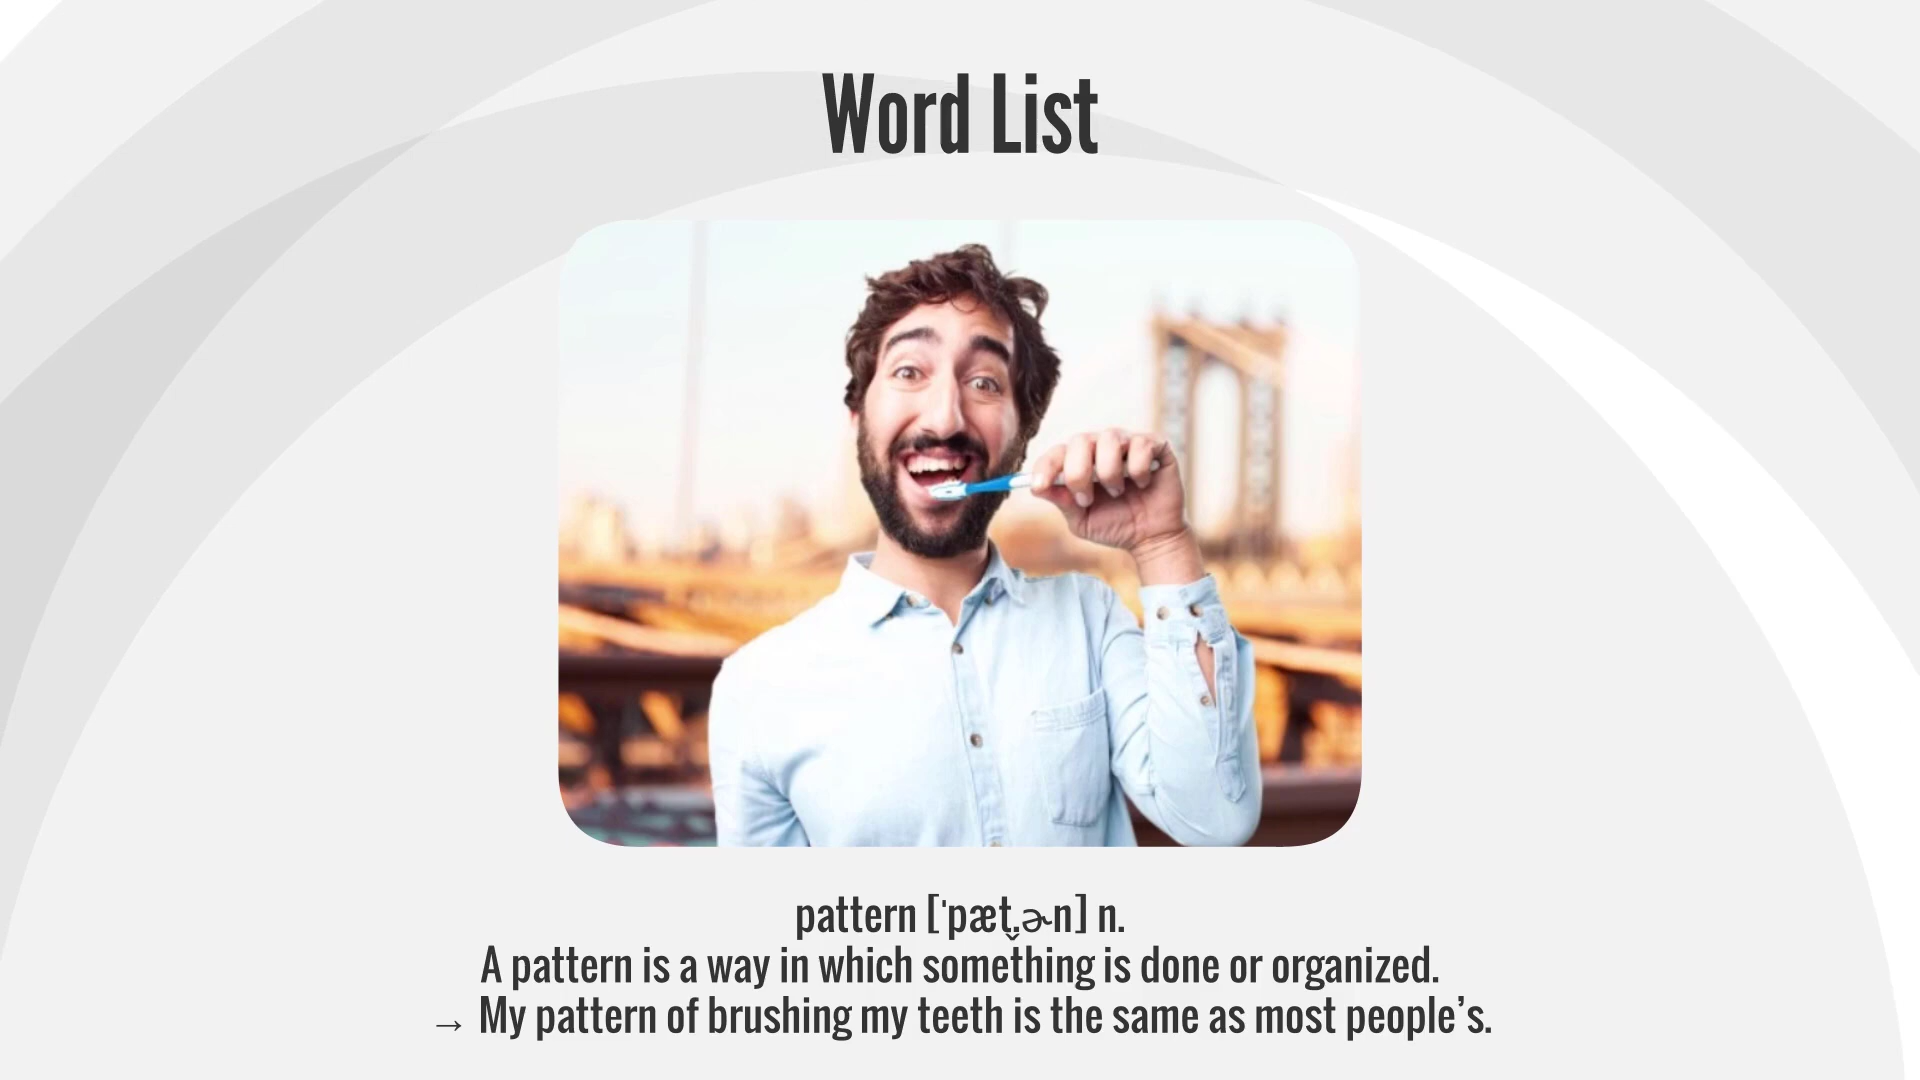 Word List
pattern [ˈpæt̬.ɚn] n.
A pattern is a way in which something is done or organized.
→ My pattern of brushing my teeth is the same as most people’s.